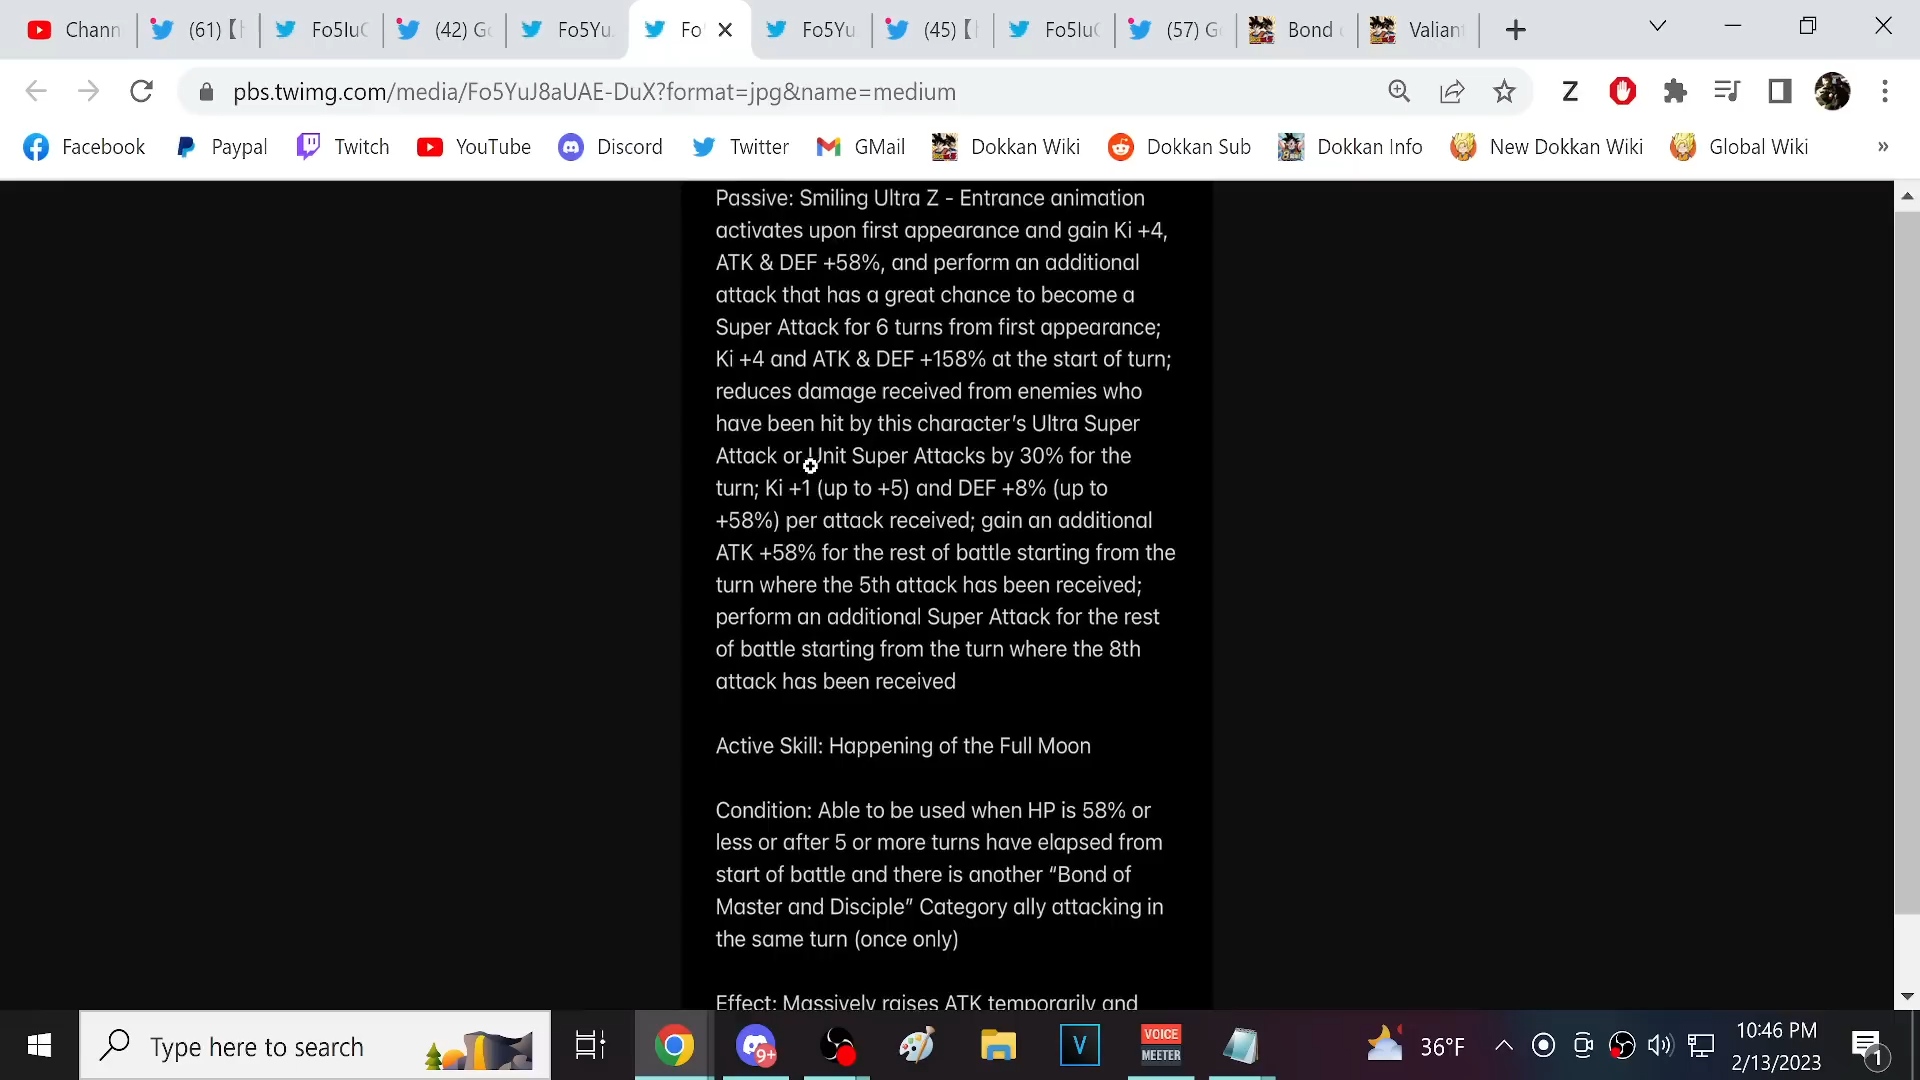 Chann
(61)【
Fo5IuC
(42) Go
Fo5Yu
Fo
Fo5Yu
(45)【
Fo5IuC
(57) G
Bond
Valiant
pbs.twimg.com/media/Fo5YuJ8aUAE-DuX?format=jpg&name=medium
Facebook
Paypal
Twitch
YouTube
Discord
Twitter
GMail
Dokkan Wiki
Dokkan Sub
Dokkan Info
New Dokkan Wiki
Global Wiki
Passive: Smiling Ultra Z - Entrance animation
activates upon first appearance and gain Ki +4,
ATK & DEF +58%, and perform an additional
attack that has a great chance to become a
Super Attack for 6 turns from first appearance;
Ki +4 and ATK & DEF +158% at the start of turn;
reduces damage received from enemies who
have been hit by this character's Ultra Super
Attack or Unit Super Attacks by 30% for the
turn; Ki +1 (up to +5) and DEF +8% (up to
+58%) per attack received; gain an additional
ATK +58% for the rest of battle starting from the
turn where the 5th attack has been received;
perform an additional Super Attack for the rest
of battle starting from the turn where the 8th
attack has been received
Active Skill: Happening of the Full Moon
Condition: Able to be used when HP is 58% or
less or after 5 or more turns have elapsed from
start of battle and there is another “Bond of
Master and Disciple” Category ally attacking in
the same turn (once only)
Effect: Massively raises ATK temporarily and
Type here to search
9+
V
VOICE
MEETER
36°F
10:46 PM
2/13/2023
1